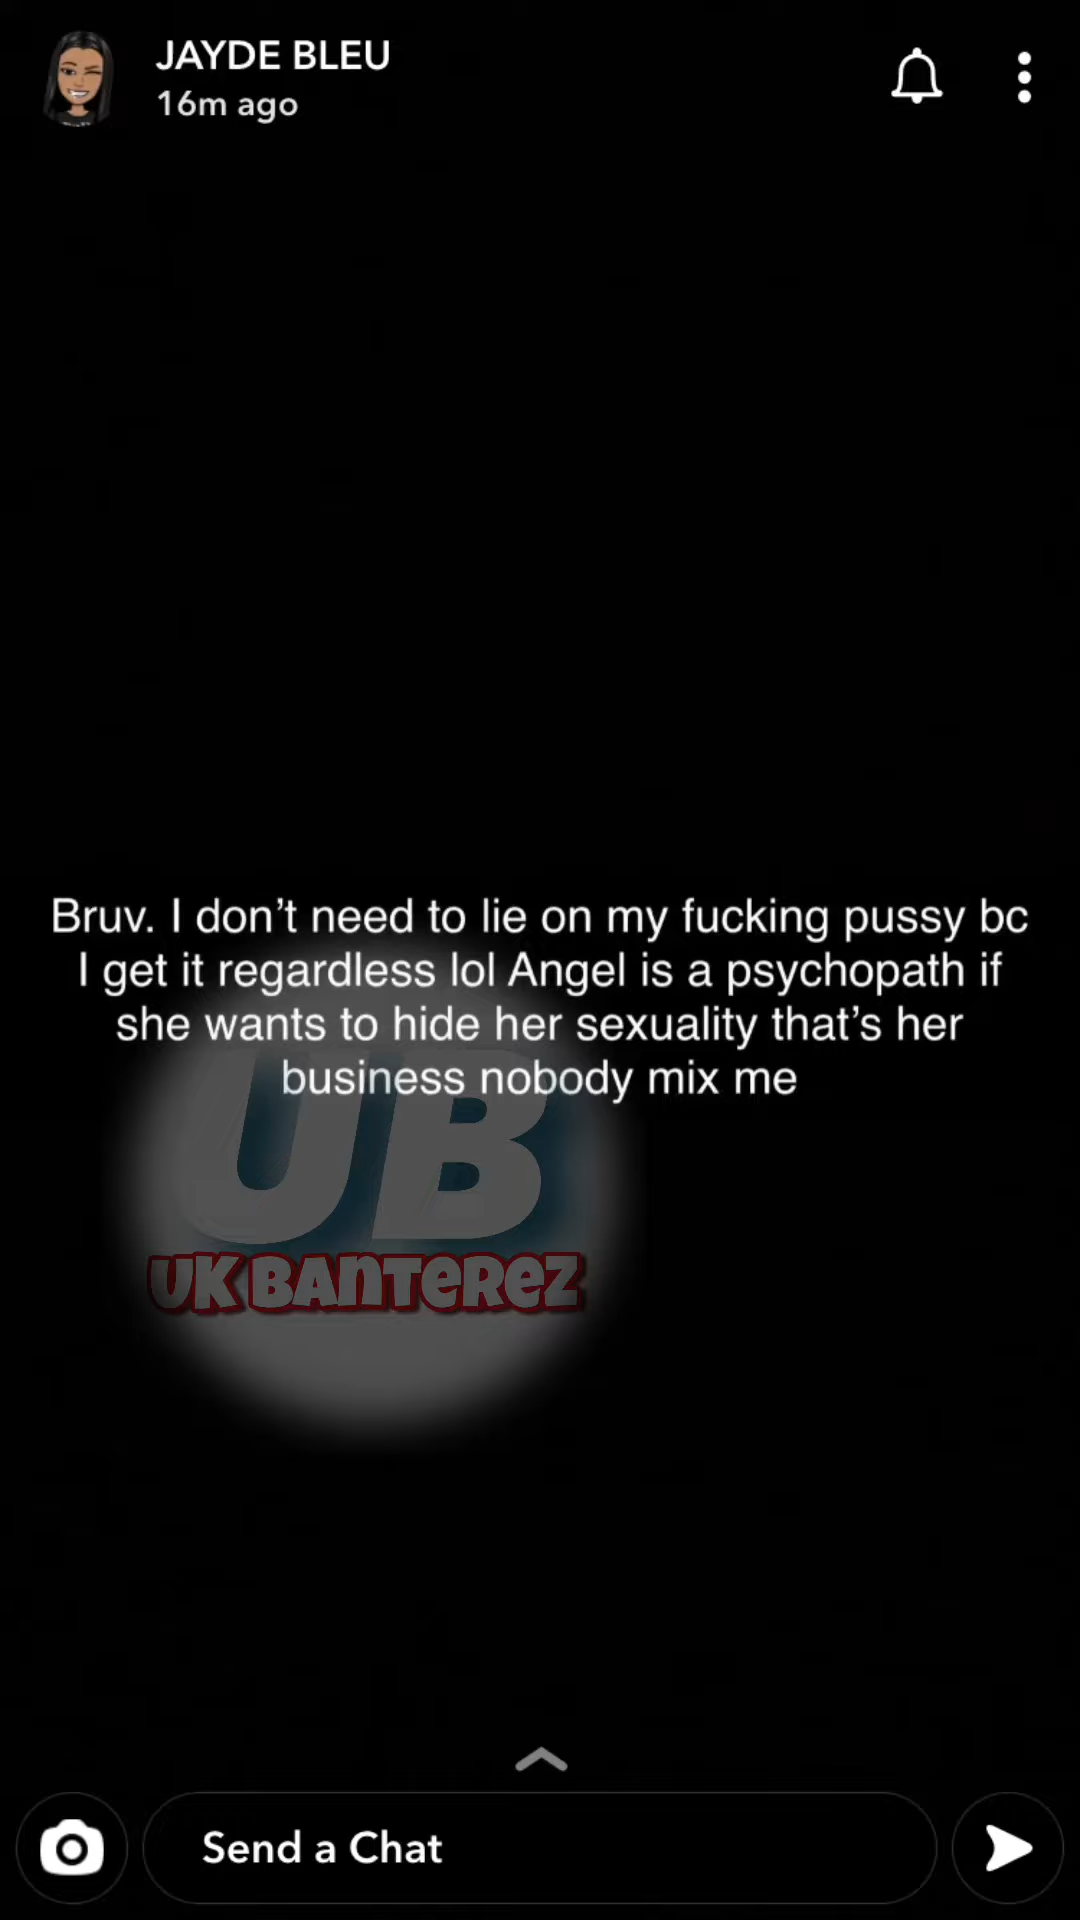 JAYDE BLEU
16m ago
Bruv. I don’t need to lie on my fucking pussy bc
I get it regardless lol Angel is a psychopath if
she wants to hide her sexuality that’s her
business nobody mix me
UB
UK BANTEREZ
Send a Chat